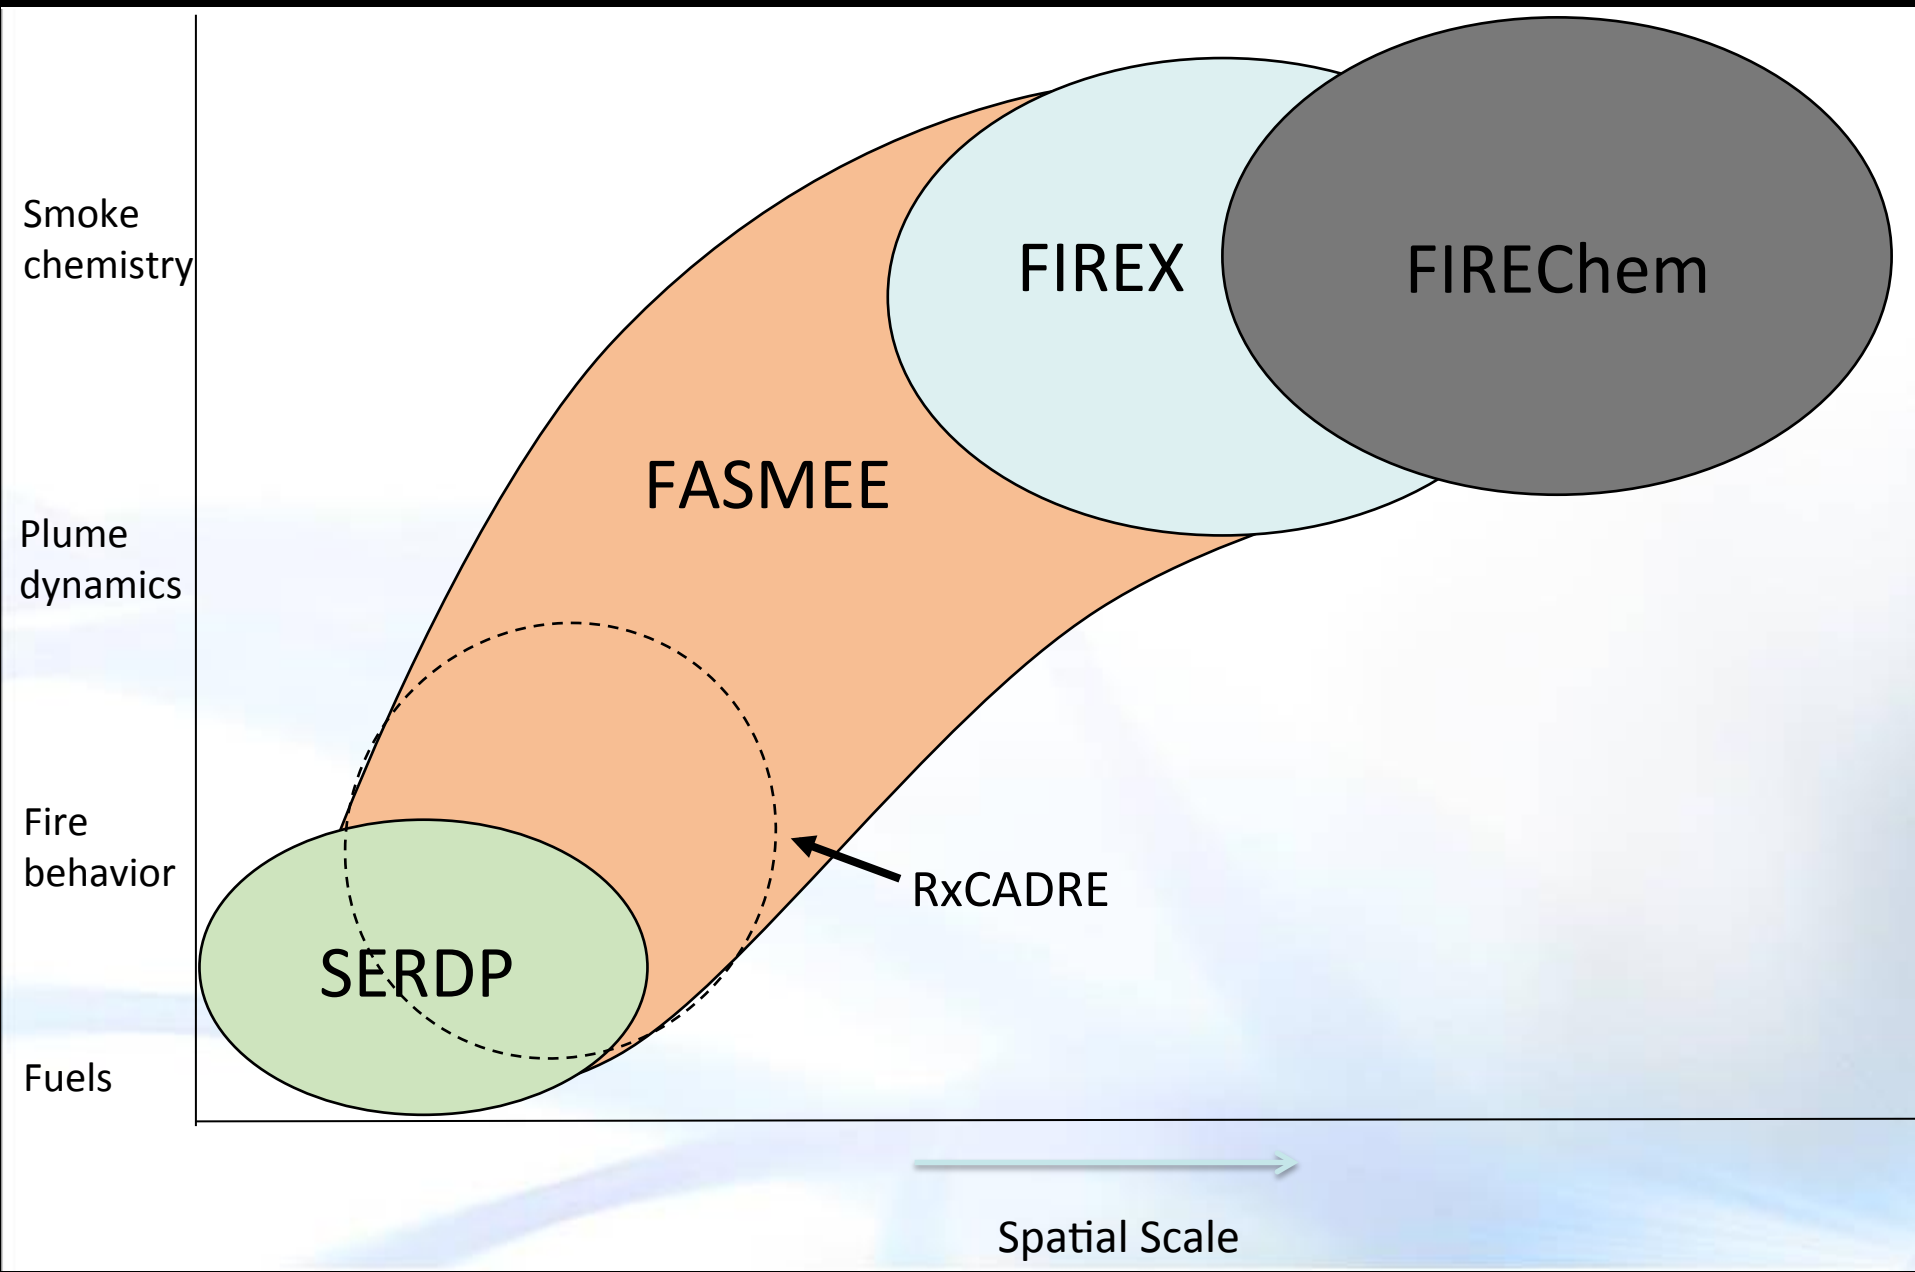 Smoke
chemistry
FIREX
FIREChem
FASMEE
Plume
dynamics
Fire
behavior
RxCADRE
SERDP
Fuels
Spatial Scale